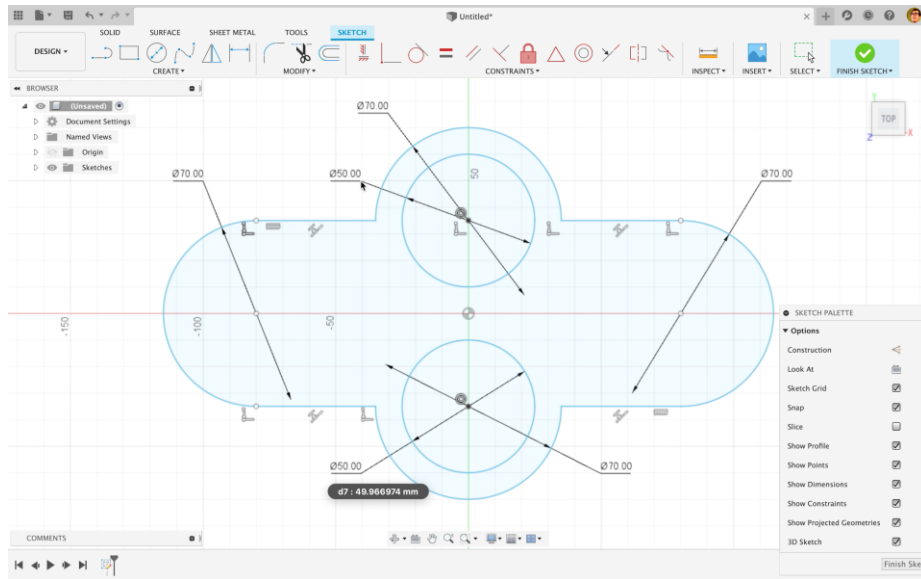 Untitled*
SOLID SURFACE SHEET METAL TOOLS SKETCH
DESIGN
CREATE MODIFY CONSTRAINTS INSPECT INSERT SELECT FINISH SKETCH
BROWSER
(Unsaved)
Document Settings
Named Views
Origin
Sketches
TOP
Y
X
Z
Ø70.00
Ø70.00
Ø50.00
Ø70.00
50
-150
-100
-50
Ø50.00
Ø70.00
d7 : 49.966974 mm
SKETCH PALETTE
Options
Construction
Look At
Sketch Grid
Snap
Slice
Show Profile
Show Points
Show Dimensions
Show Constraints
Show Projected Geometries
3D Sketch
Finish Ske
COMMENTS